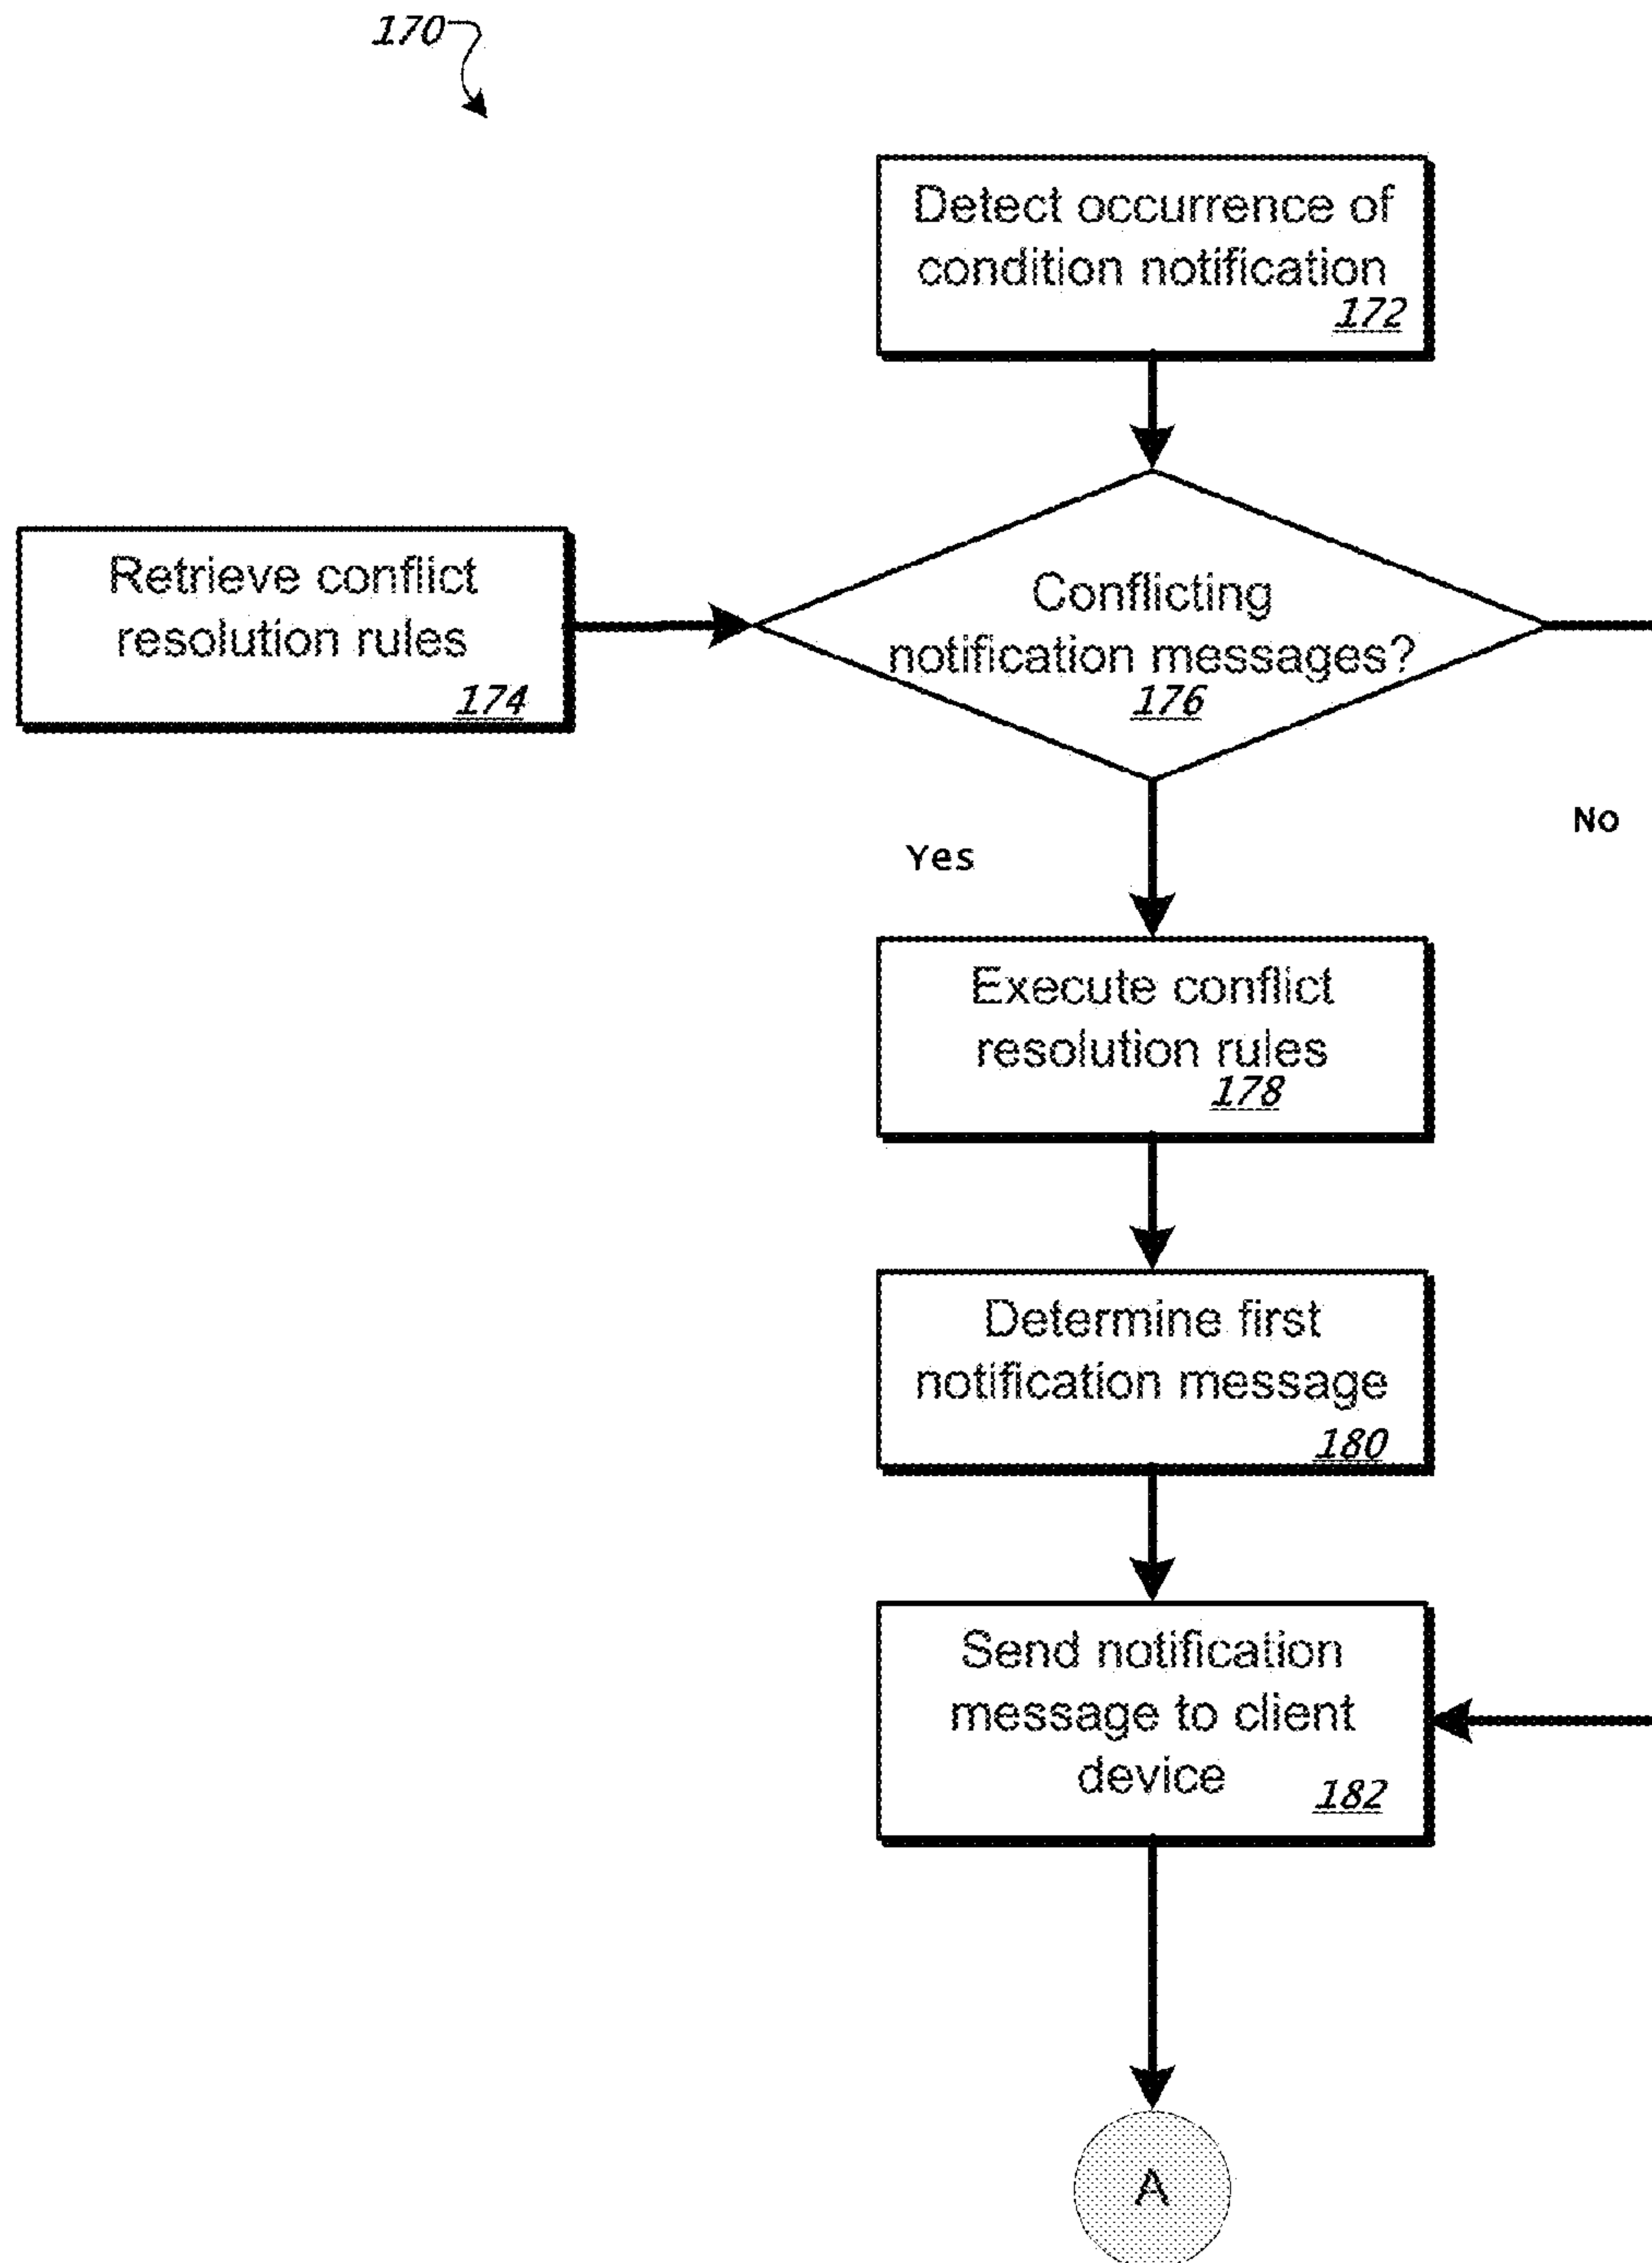 170
Detect occurrence of
condition notification
172
Retrieve conflict
resolution rules
174
Conflicting
notification messages?
176
No
Yes
Execute conflict
resolution rules
178
Determine first
notification message
180
Send notification
message to client
device
182
A